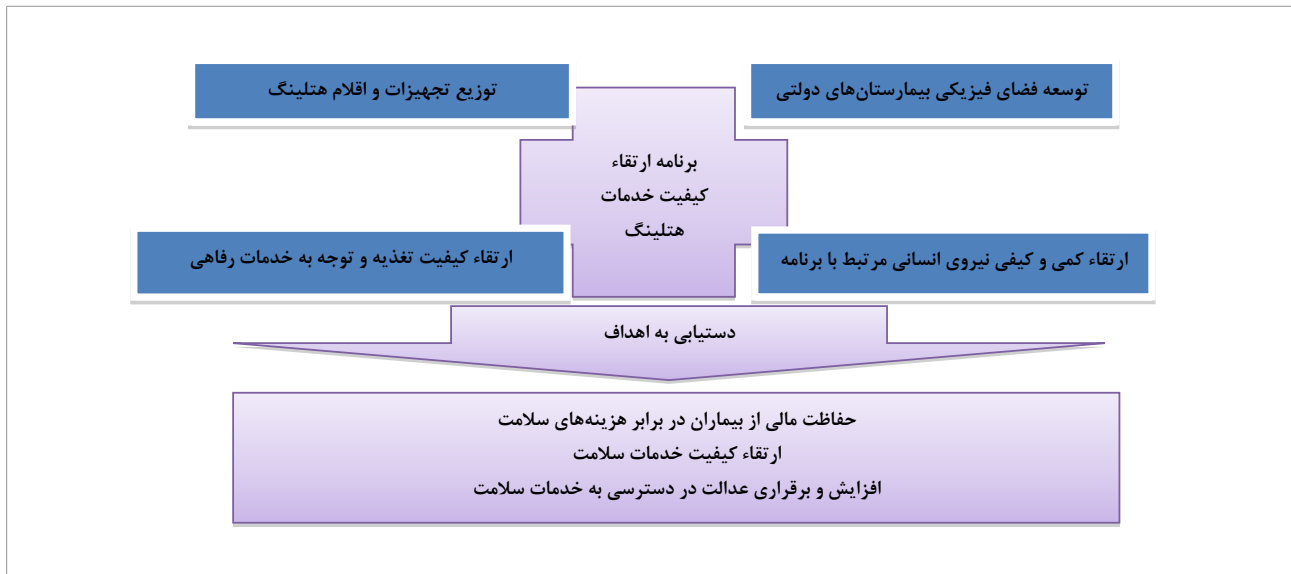 توسعه فضای فیزیکی بیمارستان‌های دولتی
توزیع تجهیزات و اقلام هتلینگ
برنامه ارتقاء
کیفیت خدمات
هتلینگ
ارتقاء کمی و کیفی نیروی انسانی مرتبط با برنامه
ارتقاء کیفیت تغذیه و توجه به خدمات رفاهی
دستیابی به اهداف
حفاظت مالی از بیماران در برابر هزینه‌های سلامت
ارتقاء کیفیت خدمات سلامت
افزایش و برقراری عدالت در دسترسی به خدمات سلامت